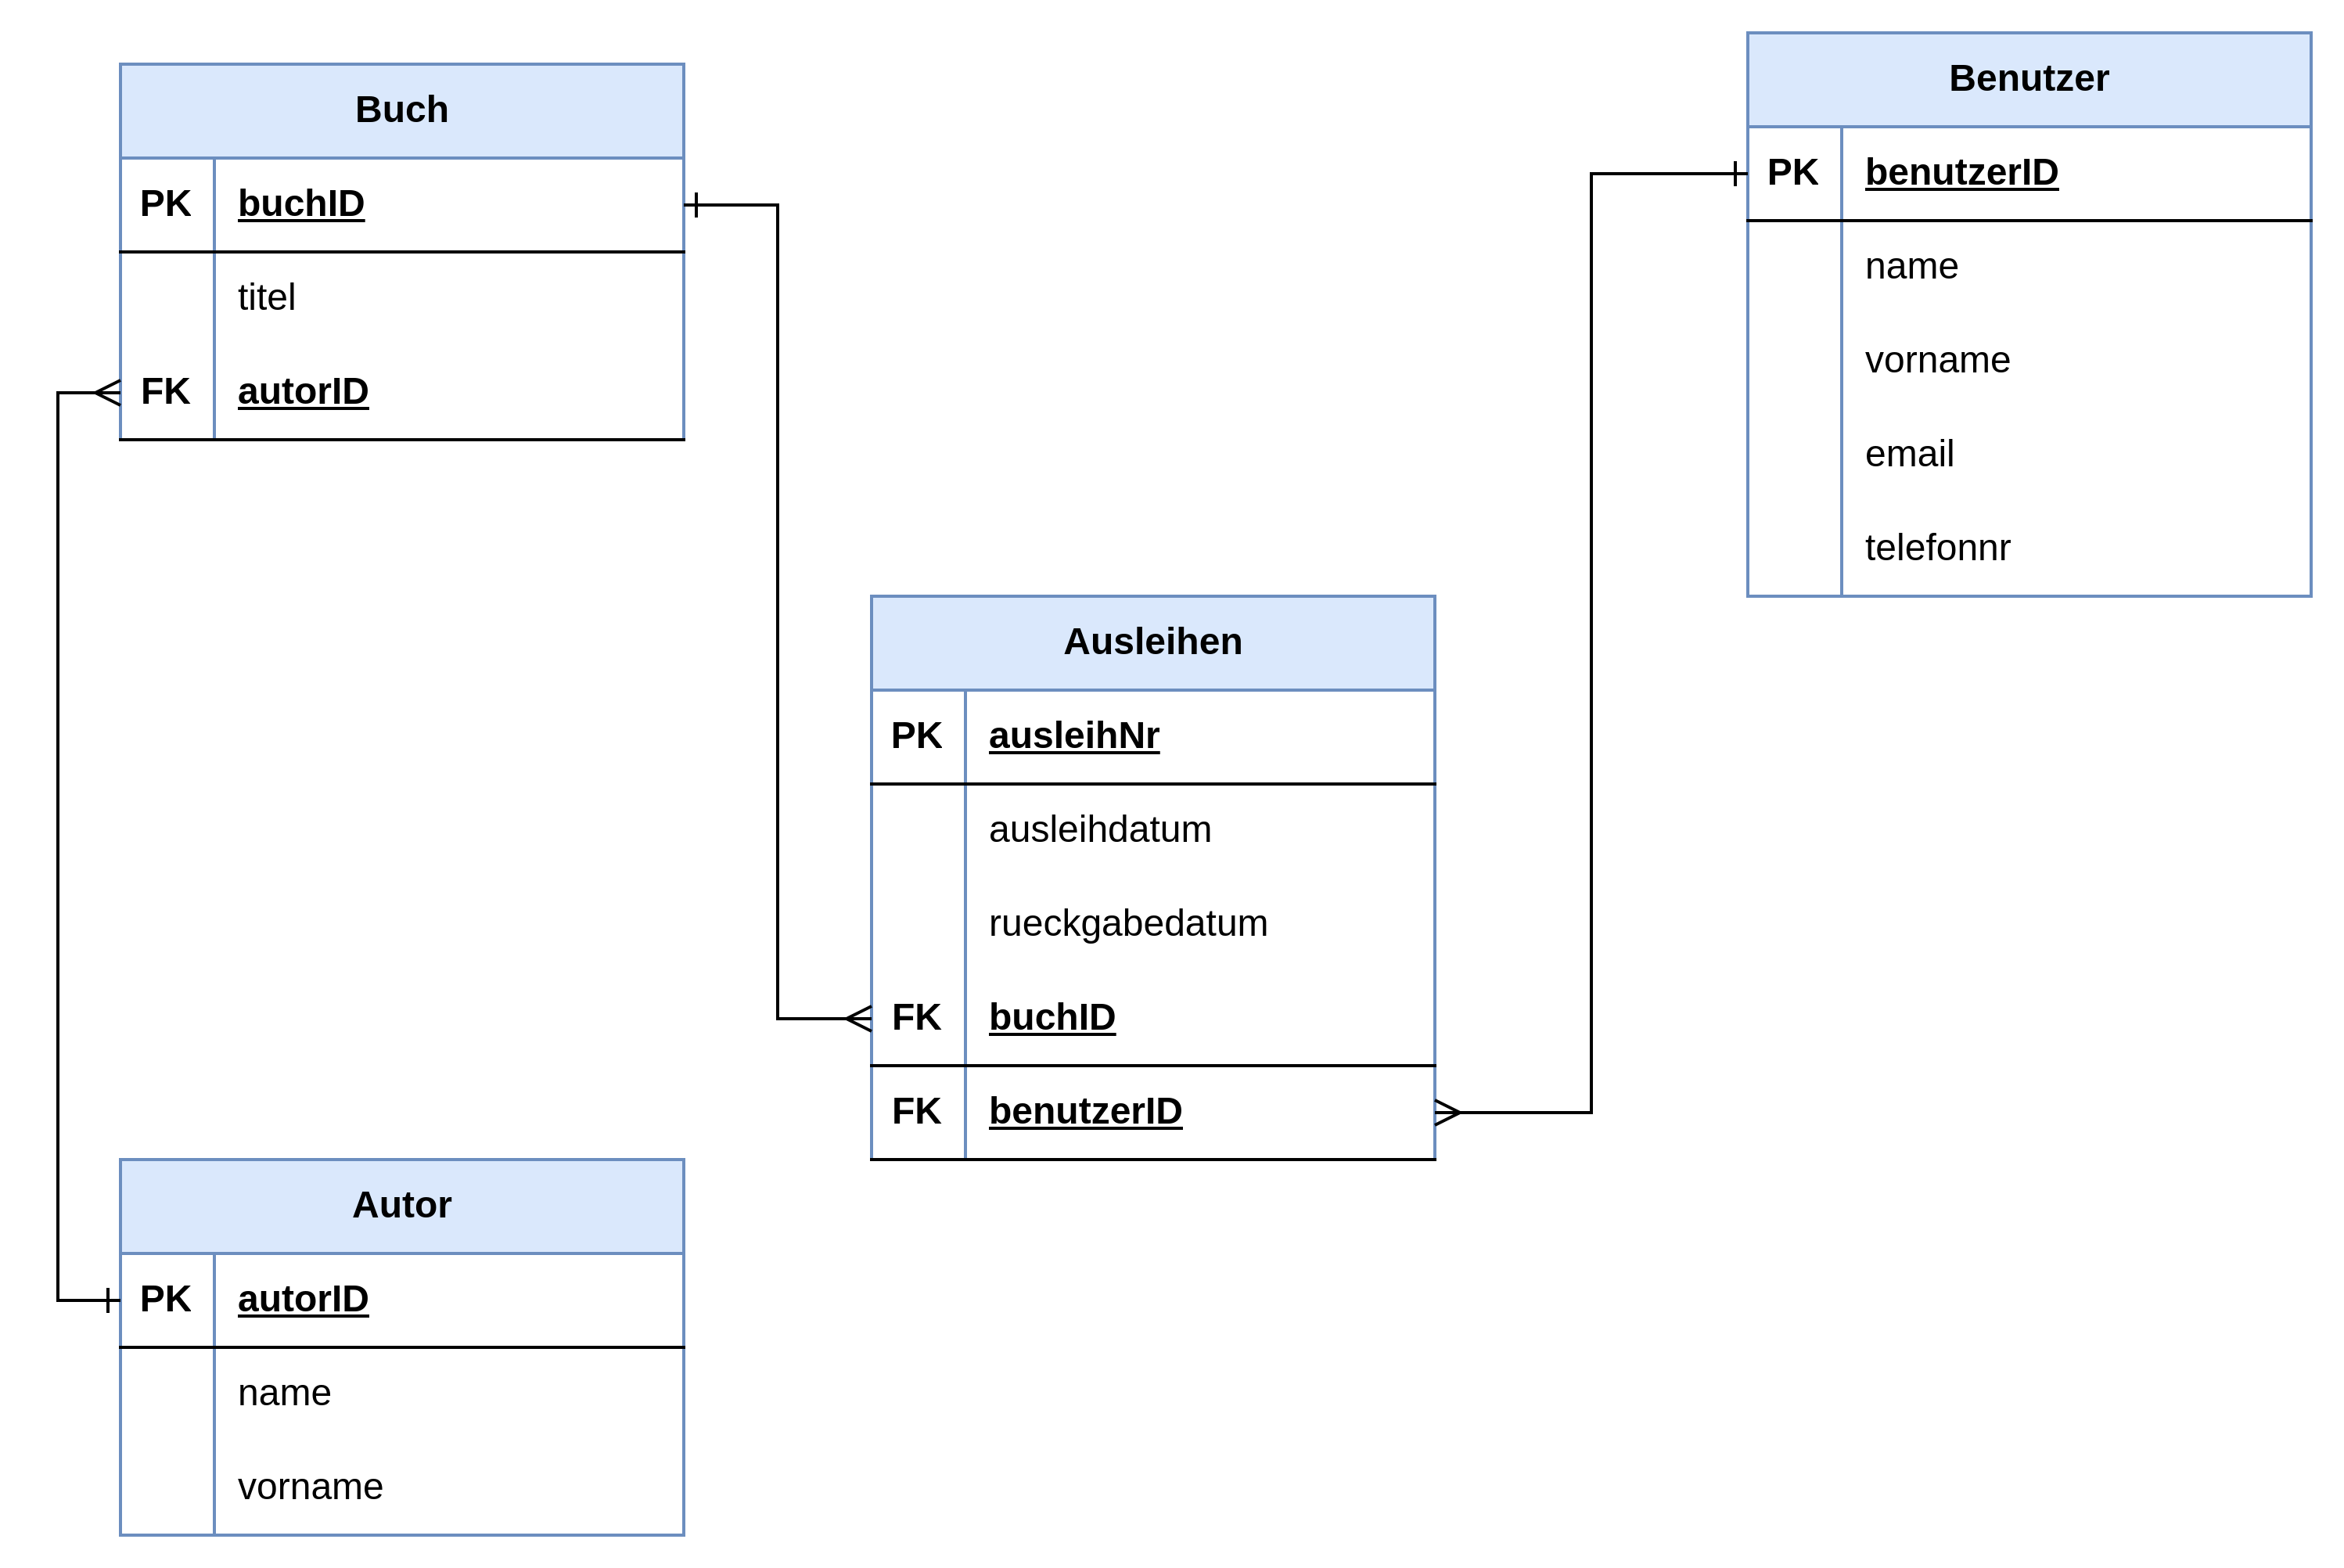 Buch
PK buchID
titel
FK autorID
Benutzer
PK benutzerID
name
vorname
email
telefonnr
Ausleihen
PK ausleihNr
ausleihdatum
rueckgabedatum
FK buchID
FK benutzerID
Autor
PK autorID
name
vorname